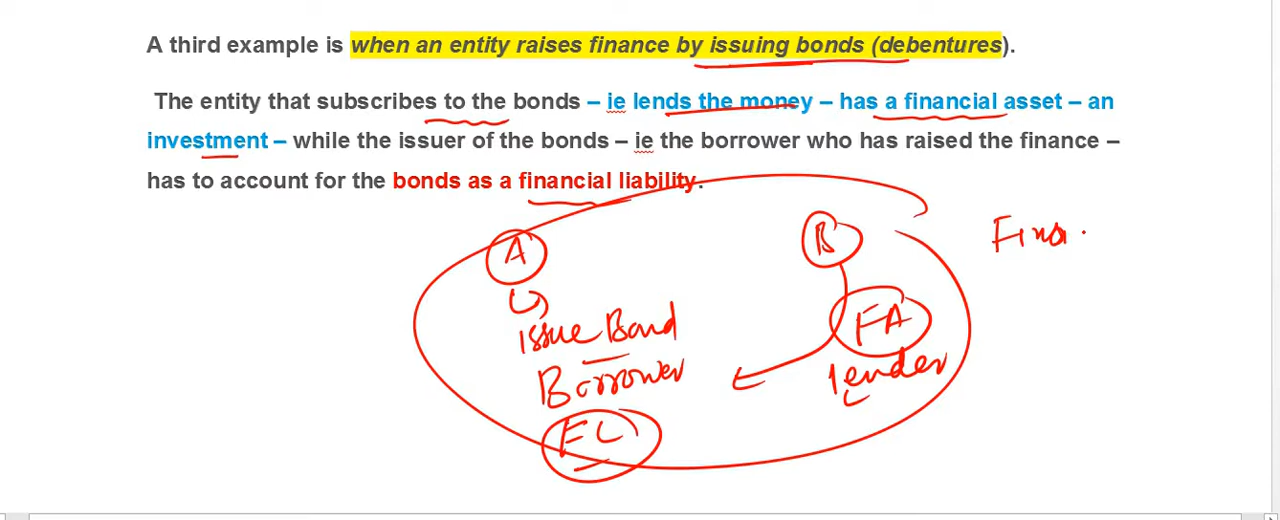 A third example is when an entity raises finance by issuing bonds (debentures).
The entity that subscribes to the bonds – ie lends the money – has a financial asset – an
investment – while the issuer of the bonds – ie the borrower who has raised the finance –
has to account for the bonds as a financial liability.
A B Fina
Issue Bond FA
Borrower lender
FL